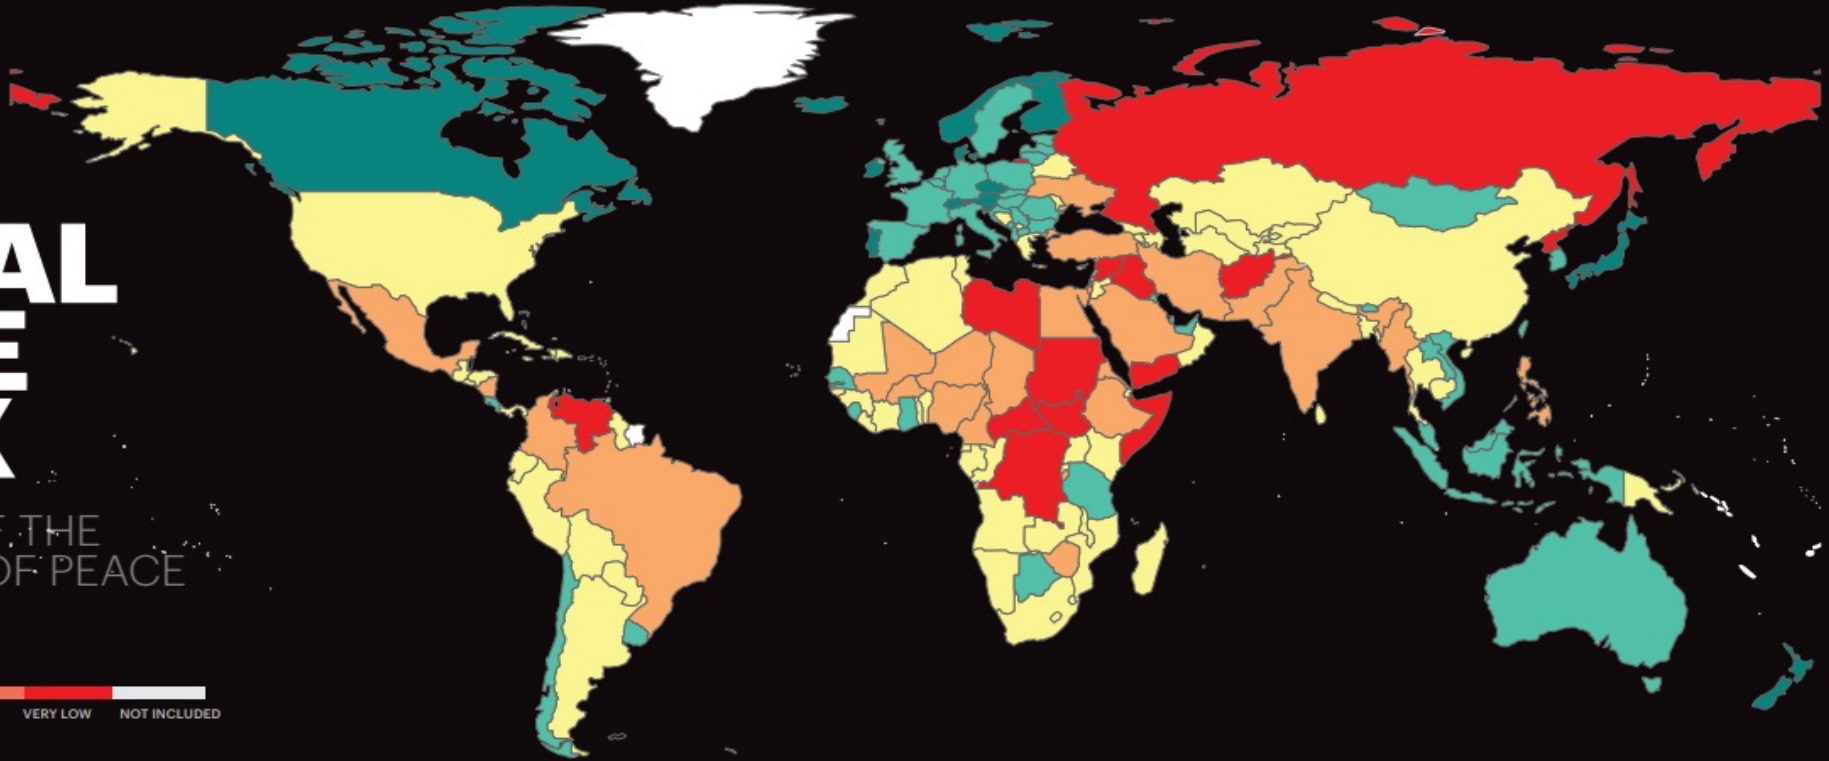 AL
E
X
F THE
OF PEACE
VERY LOW
NOT INCLUDED